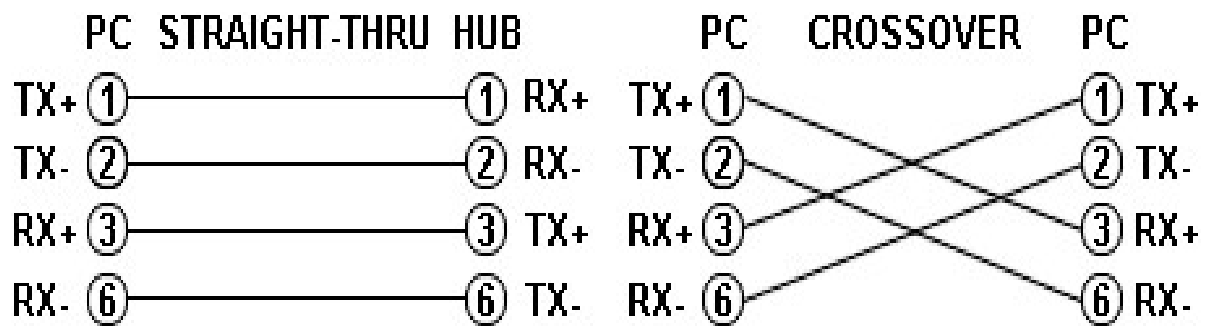 PC STRAIGHT-THRU HUB PC CROSSOVER PC
TX+ 1 1 RX+ TX+ 1 1 TX+
TX- 2 2 RX- TX- 2 2 TX-
RX+ 3 3 TX+ RX+ 3 3 RX+
RX- 6 6 TX- RX- 6 6 RX-